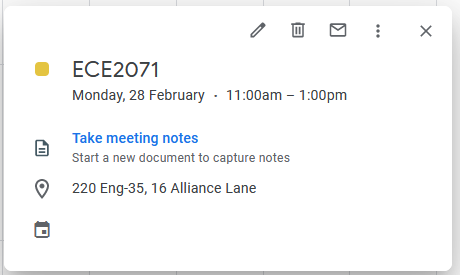 ECE2071
Monday, 28 February · 11:00am – 1:00pm
Take meeting notes
Start a new document to capture notes
220 Eng-35, 16 Alliance Lane